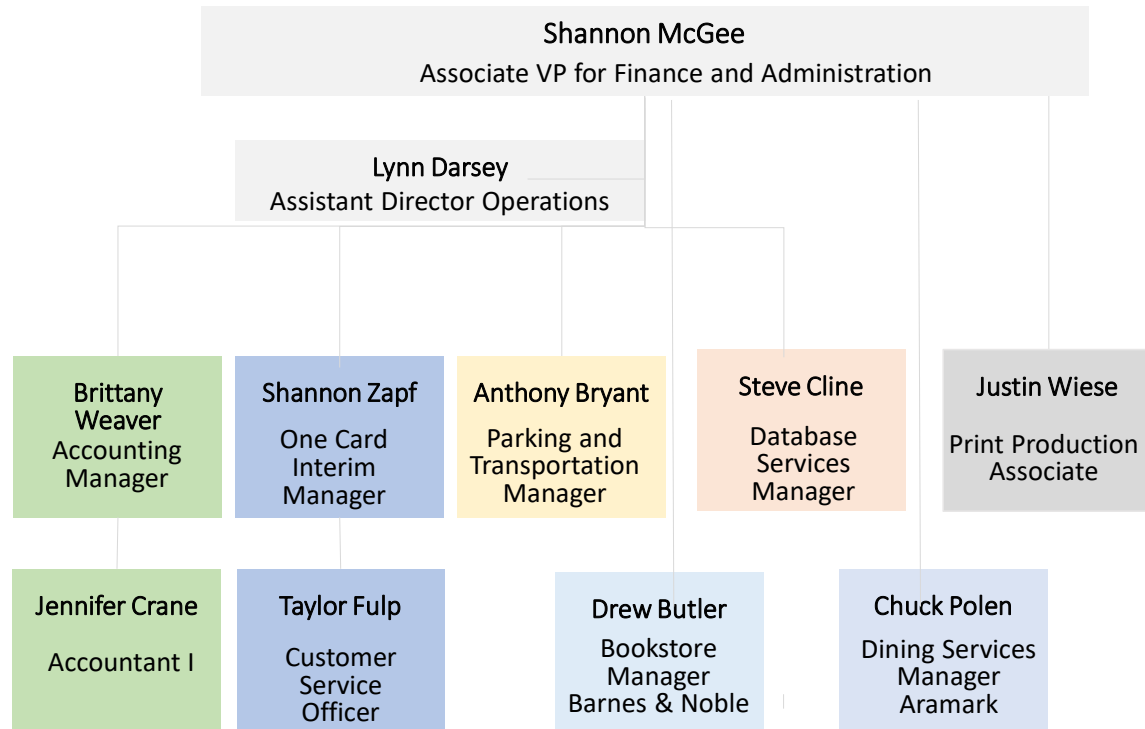 Shannon McGee
Associate VP for Finance and Administration
Lynn Darsey
Assistant Director Operations
Brittany
Weaver
Accounting
Manager
Shannon Zapf
One Card
Interim
Manager
Anthony Bryant
Parking and
Transportation
Manager
Steve Cline
Database
Services
Manager
Justin Wiese
Print Production
Associate
Jennifer Crane
Accountant I
Taylor Fulp
Customer
Service
Officer
Drew Butler
Bookstore
Manager
Barnes & Noble
Chuck Polen
Dining Services
Manager
Aramark